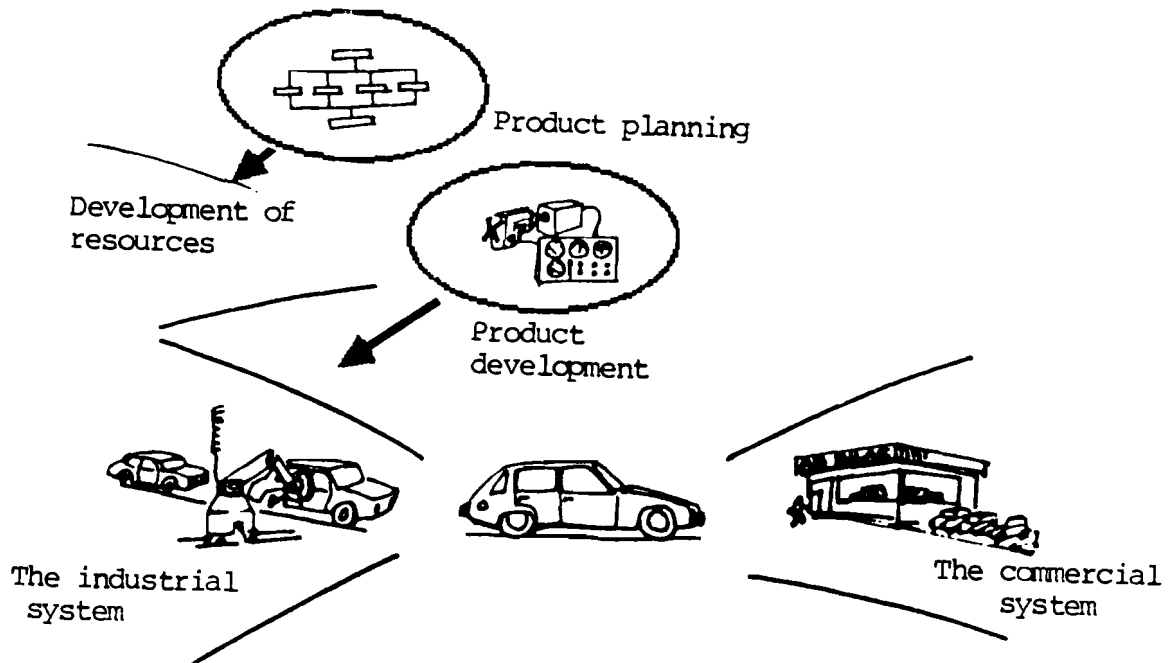 Product planning
Development of
resources
Product
development
The industrial
system
The commercial
system